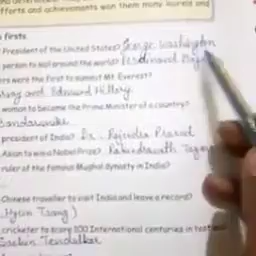 efforts and achievements won them many laurels and
firsts
President of the United States? George Washington
person to sail around the world? Ferdinand
ers were the first to summit Mt. Everest?
and Edmund Hillary
woman to become the Prime Minister of a country?
Bandaranaike
president of India? Dr. Rajendra Prasad
Asian to win a Nobel Prize? Rabindranath Tagore
ruler of the famous Mughal dynasty in India?
Chinese traveller to visit India and leave a record?
Hyun Tsang)
cricketer to score 100 international centuries in test
Sachin Tendulkar